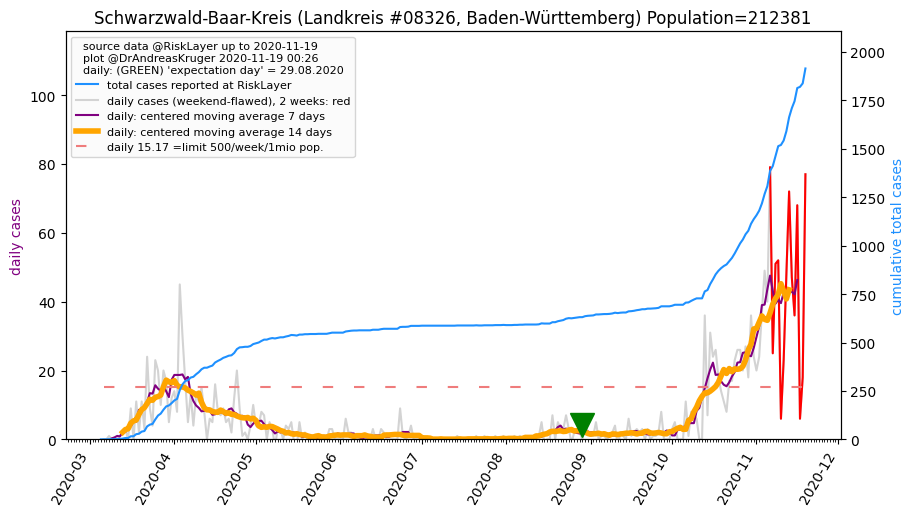 Schwarzwald-Baar-Kreis (Landkreis #08326, Baden-Württemberg) Population=212381
source data @RiskLayer up to 2020-11-19
plot @DrAndreasKruger 2020-11-19 00:26
daily: (GREEN) 'expectation day' = 29.08.2020
total cases reported at RiskLayer
daily cases (weekend-flawed), 2 weeks: red
daily: centered moving average 7 days
daily: centered moving average 14 days
daily 15.17 =limit 500/week/1mio pop.
daily cases
100
80
60
40
20
0
cumulative total cases
2000
1750
1500
1250
1000
750
500
250
0
2020-03
2020-04
2020-05
2020-06
2020-07
2020-08
2020-09
2020-10
2020-11
2020-12